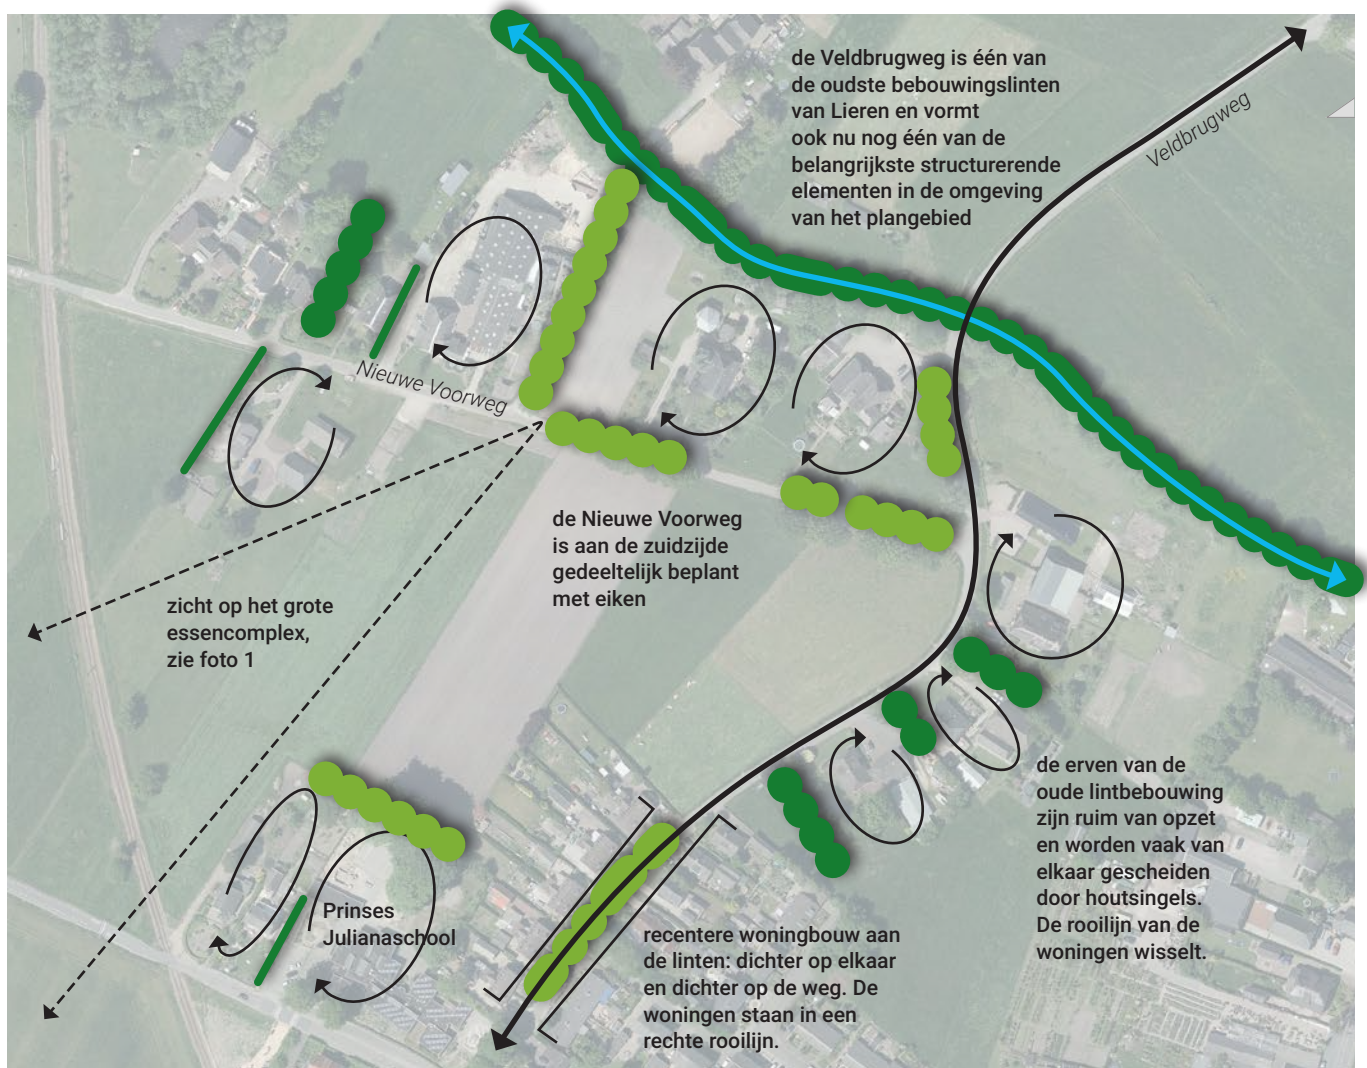 de Veldbrugweg is één van
de oudste bebouwingslinten
van Lieren en vormt
ook nu nog één van de
belangrijkste structurerende
elementen in de omgeving
van het plangebied
Veldbrugweg
Nieuwe Voorweg
de Nieuwe Voorweg
is aan de zuidzijde
gedeeltelijk beplant
met eiken
zicht op het grote
essencomplex,
zie foto 1
de erven van de
oude lintbebouwing
zijn ruim van opzet
en worden vaak van
elkaar gescheiden
door houtsingels.
De rooilijn van de
woningen wisselt.
Prinses
Julianaschool
recentere woningbouw aan
de linten: dichter op elkaar
en dichter op de weg. De
woningen staan in een
rechte rooilijn.